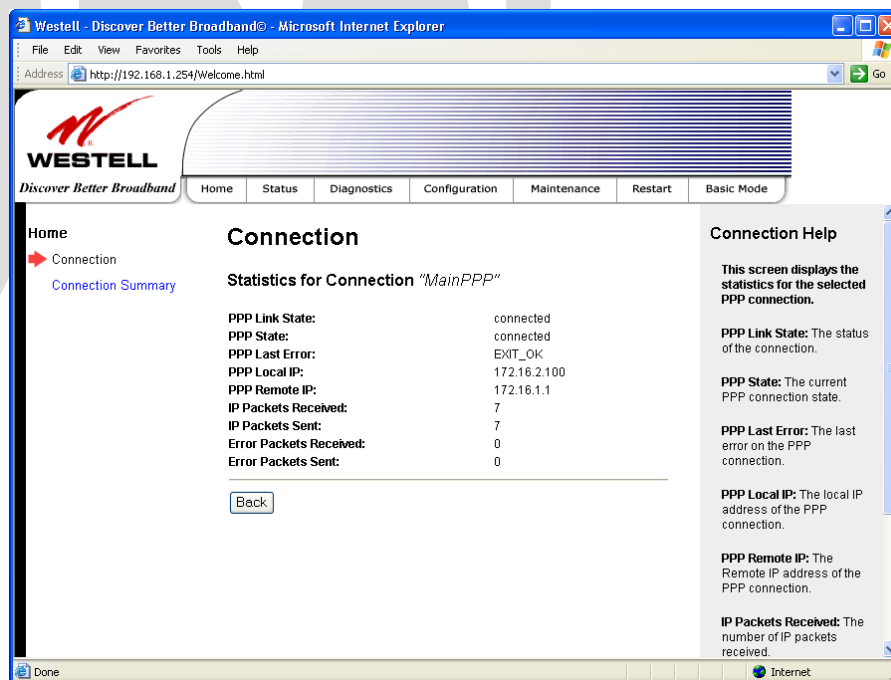 Westell - Discover Better Broadband© - Microsoft Internet Explorer
File Edit View Favorites Tools Help
Address http://192.168.1.254/Welcome.html Go
WESTELL
Discover Better Broadband
Home Status Diagnostics Configuration Maintenance Restart Basic Mode
Home
Connection
Connection Summary
Connection
Statistics for Connection "MainPPP"
PPP Link State: connected
PPP State: connected
PPP Last Error: EXIT_OK
PPP Local IP: 172.16.2.100
PPP Remote IP: 172.16.1.1
IP Packets Received: 7
IP Packets Sent: 7
Error Packets Received: 0
Error Packets Sent: 0
Back
Connection Help
This screen displays the
statistics for the selected
PPP connection.
PPP Link State: The status
of the connection.
PPP State: The current
PPP connection state.
PPP Last Error: The last
error on the PPP
connection.
PPP Local IP: The local IP
address of the PPP
connection.
PPP Remote IP: The
Remote IP address of the
PPP connection.
IP Packets Received: The
number of IP packets
received.
Done Internet